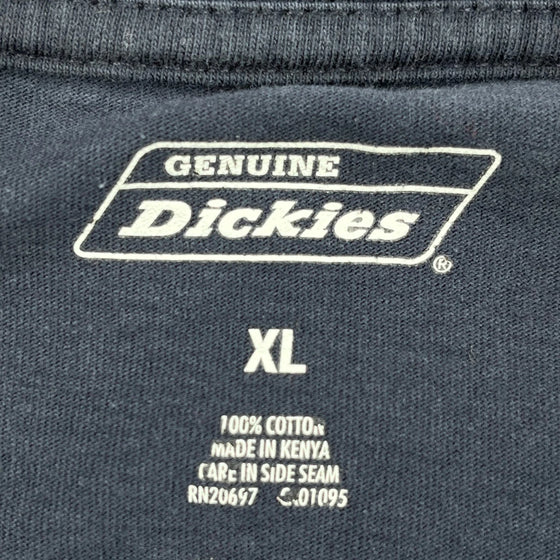 GENUINE
Dickies
®
XL
100% COTTON
MADE IN KENYA
CARE IN SIDE SEAM
RN20697